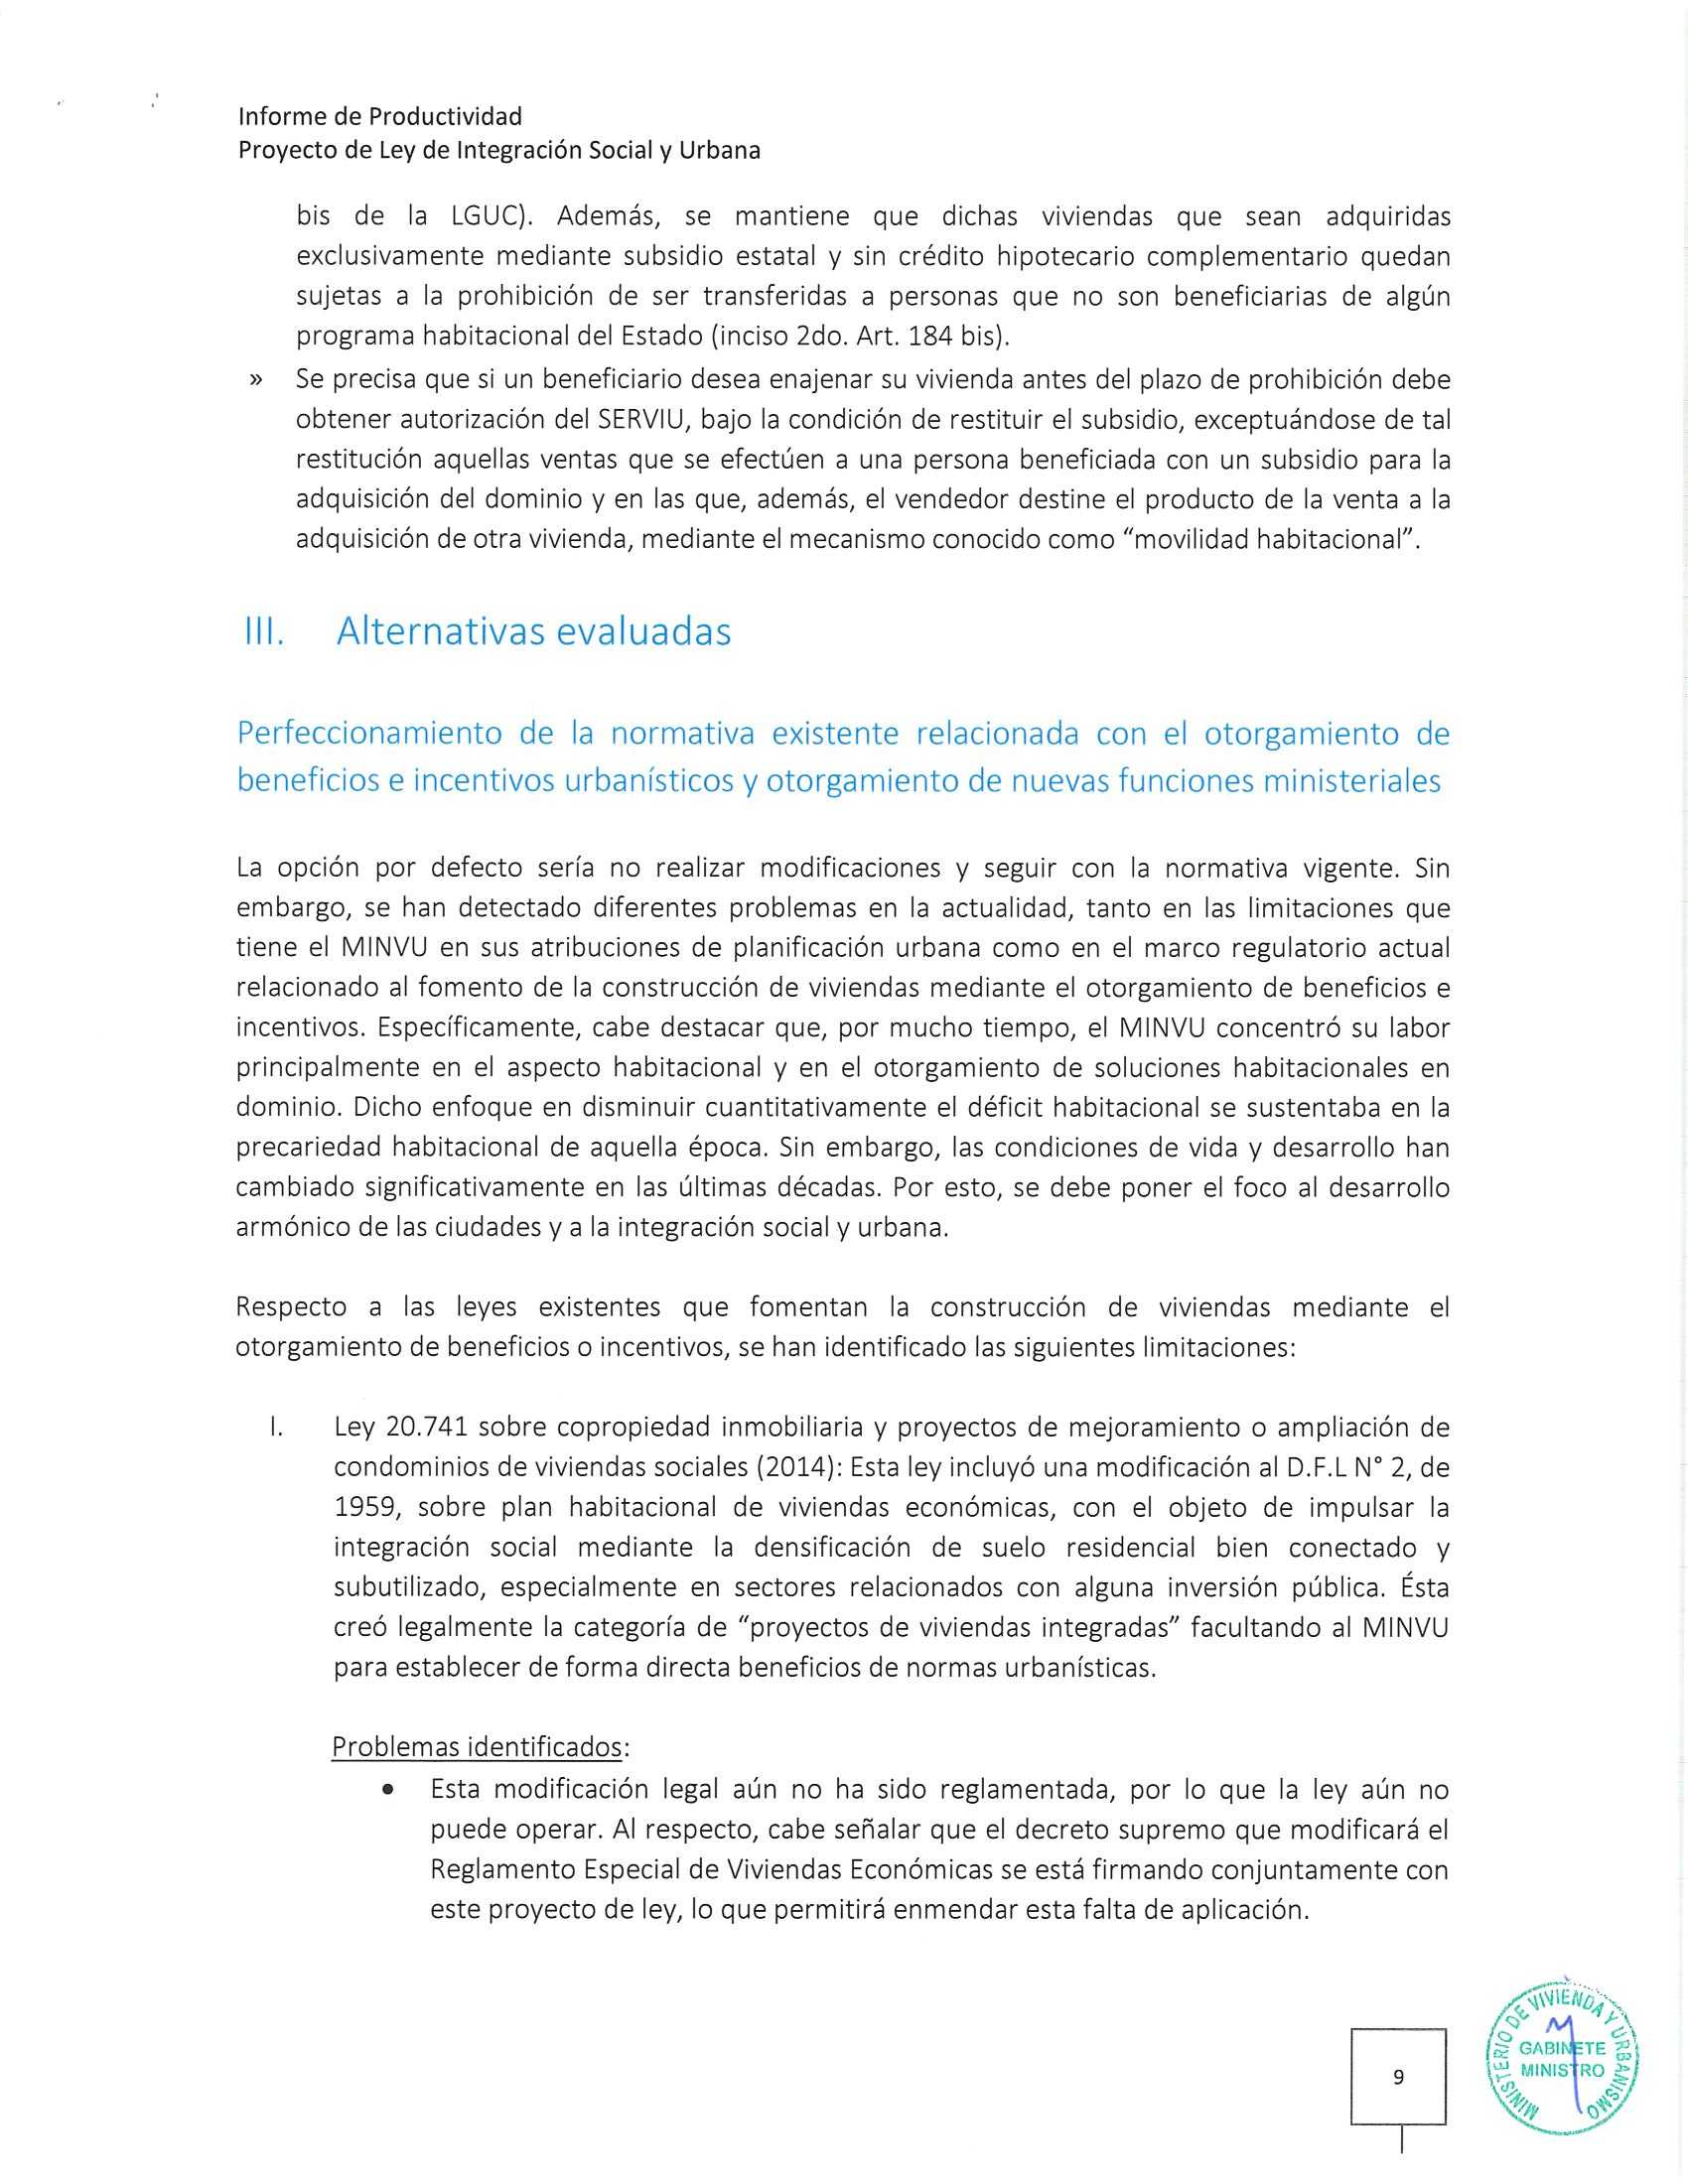 Informe de Productividad
Proyecto de Ley de Integración Social y Urbana
bis de la LGUC). Además, se mantiene que dichas viviendas que sean adquiridas
exclusivamente mediante subsidio estatal y sin crédito hipotecario complementario quedan
sujetas a la prohibición de ser transferidas a personas que no son beneficiarias de algún
programa habitacional del Estado (inciso 2do. Art. 184 bis).
» Se precisa que si un beneficiario desea enajenar su vivienda antes del plazo de prohibición debe
obtener autorización del SERVIU, bajo la condición de restituir el subsidio, exceptuándose de tal
restitución aquellas ventas que se efectúen a una persona beneficiada con un subsidio para la
adquisición del dominio y en las que, además, el vendedor destine el producto de la venta a la
adquisición de otra vivienda, mediante el mecanismo conocido como “movilidad habitacional”.
III. Alternativas evaluadas
Perfeccionamiento de la normativa existente relacionada con el otorgamiento de
beneficios e incentivos urbanísticos y otorgamiento de nuevas funciones ministeriales
La opción por defecto sería no realizar modificaciones y seguir con la normativa vigente. Sin
embargo, se han detectado diferentes problemas en la actualidad, tanto en las limitaciones que
tiene el MINVU en sus atribuciones de planificación urbana como en el marco regulatorio actual
relacionado al fomento de la construcción de viviendas mediante el otorgamiento de beneficios e
incentivos. Específicamente, cabe destacar que, por mucho tiempo, el MINVU concentró su labor
principalmente en el aspecto habitacional y en el otorgamiento de soluciones habitacionales en
dominio. Dicho enfoque en disminuir cuantitativamente el déficit habitacional se sustentaba en la
precariedad habitacional de aquella época. Sin embargo, las condiciones de vida y desarrollo han
cambiado significativamente en las últimas décadas. Por esto, se debe poner el foco al desarrollo
armónico de las ciudades y a la integración social y urbana.
Respecto a las leyes existentes que fomentan la construcción de viviendas mediante el
otorgamiento de beneficios o incentivos, se han identificado las siguientes limitaciones:
I. Ley 20.741 sobre copropiedad inmobiliaria y proyectos de mejoramiento o ampliación de
condominios de viviendas sociales (2014): Esta ley incluyó una modificación al D.F.L N° 2, de
1959, sobre plan habitacional de viviendas económicas, con el objeto de impulsar la
integración social mediante la densificación de suelo residencial bien conectado y
subutilizado, especialmente en sectores relacionados con alguna inversión pública. Ésta
creó legalmente la categoría de “proyectos de viviendas integradas” facultando al MINVU
para establecer de forma directa beneficios de normas urbanísticas.
Problemas identificados:
• Esta modificación legal aún no ha sido reglamentada, por lo que la ley aún no
puede operar. Al respecto, cabe señalar que el decreto supremo que modificará el
Reglamento Especial de Viviendas Económicas se está firmando conjuntamente con
este proyecto de ley, lo que permitirá enmendar esta falta de aplicación.
9
MINISTERIO DE VIVIENDA Y URBANISMO
GABINETE
MINISTRO